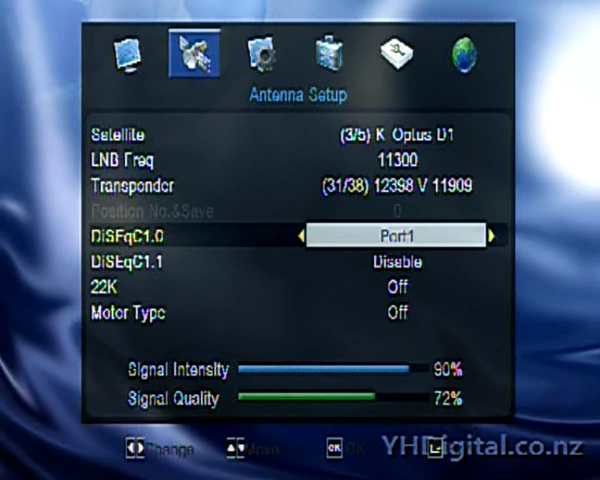 Antenna Setup
Satellite (3/5) K Optus D1
LNB Freq 11300
Transponder (31/38) 12398 V 11909
Position No.&Save 0
DiSEqC1.0 Port1
DiSEqC1.1 Disable
22K Off
Motor Type Off
Signal Intensity 90%
Signal Quality 72%
Change Move OK OK
YHDigital.co.nz